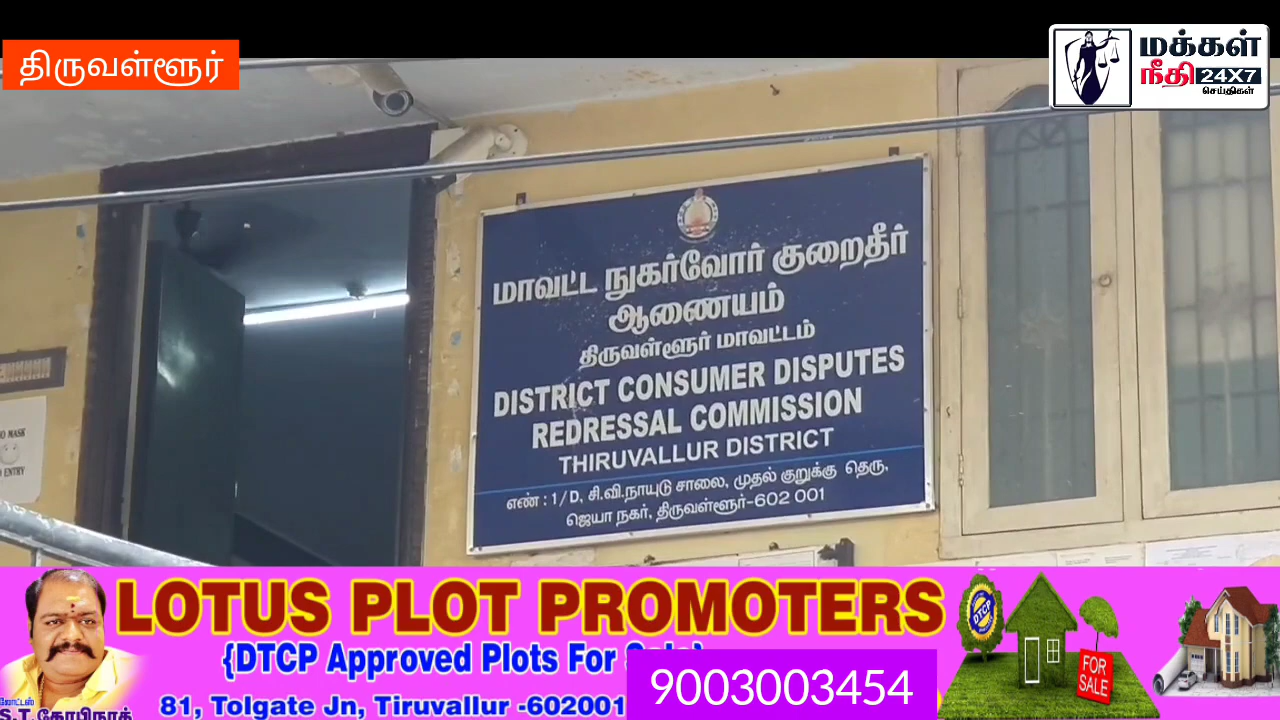 திருவள்ளூர்
மக்கள்
நீதி 24X7
செய்திகள்
மாவட்ட நுகர்வோர் குறைதீர்
ஆணையம்
திருவள்ளூர் மாவட்டம்
DISTRICT CONSUMER DISPUTES
REDRESSAL COMMISSION
THIRUVALLUR DISTRICT
எண் : 1/D, சி.வி.நாயுடு சாலை, முதல் குறுக்கு தெரு,
ஜெயா நகர், திருவள்ளூர்-602 001
MASK
ENTRY
LOTUS PLOT PROMOTERS
{DTCP Approved Plots For
81, Tolgate Jn, Tiruvallur -602001
9003003454
லோட்டஸ்
S.T.கோபிநாத்
DTCP
FOR
SALE